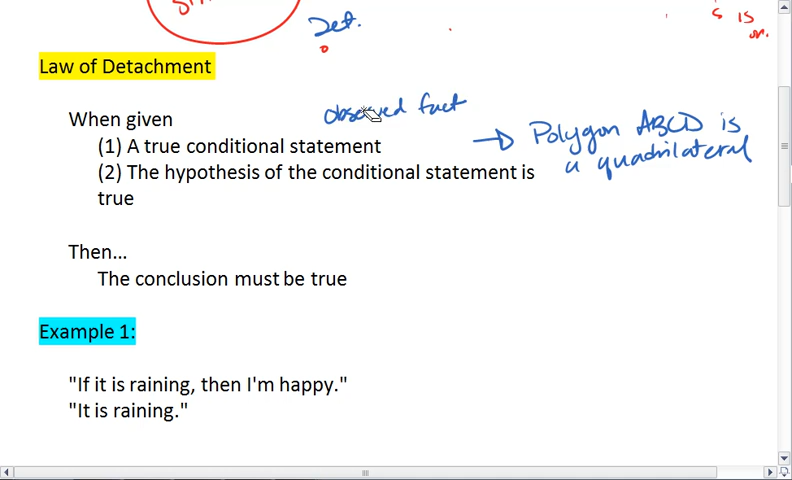 is
Det.
Law of Detachment
observed fact
When given
Polygon ABCD is
a quadrilateral
(1) A true conditional statement
(2) The hypothesis of the conditional statement is
true
Then...
The conclusion must be true
Example 1:
"If it is raining, then I'm happy."
"It is raining."